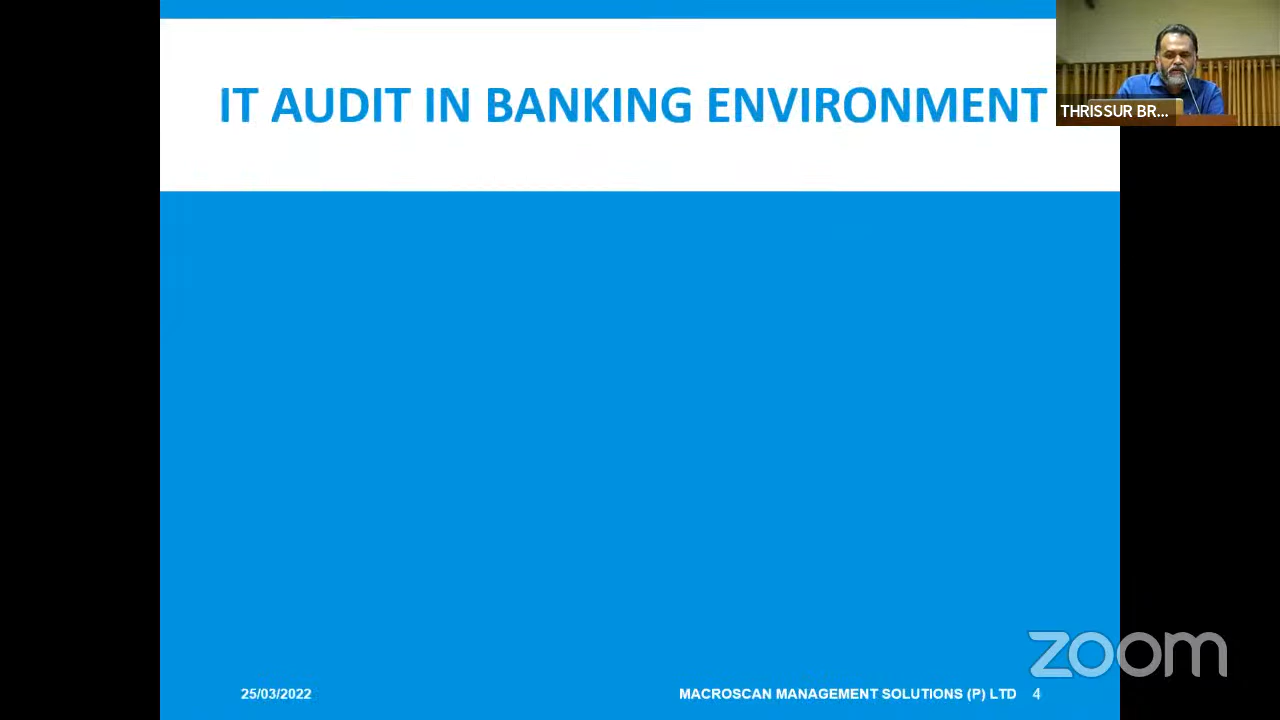 IT AUDIT IN BANKING ENVIRONMENT
THRISSUR BR...
zoom
25/03/2022
MACROSCAN MANAGEMENT SOLUTIONS (P) LTD 4